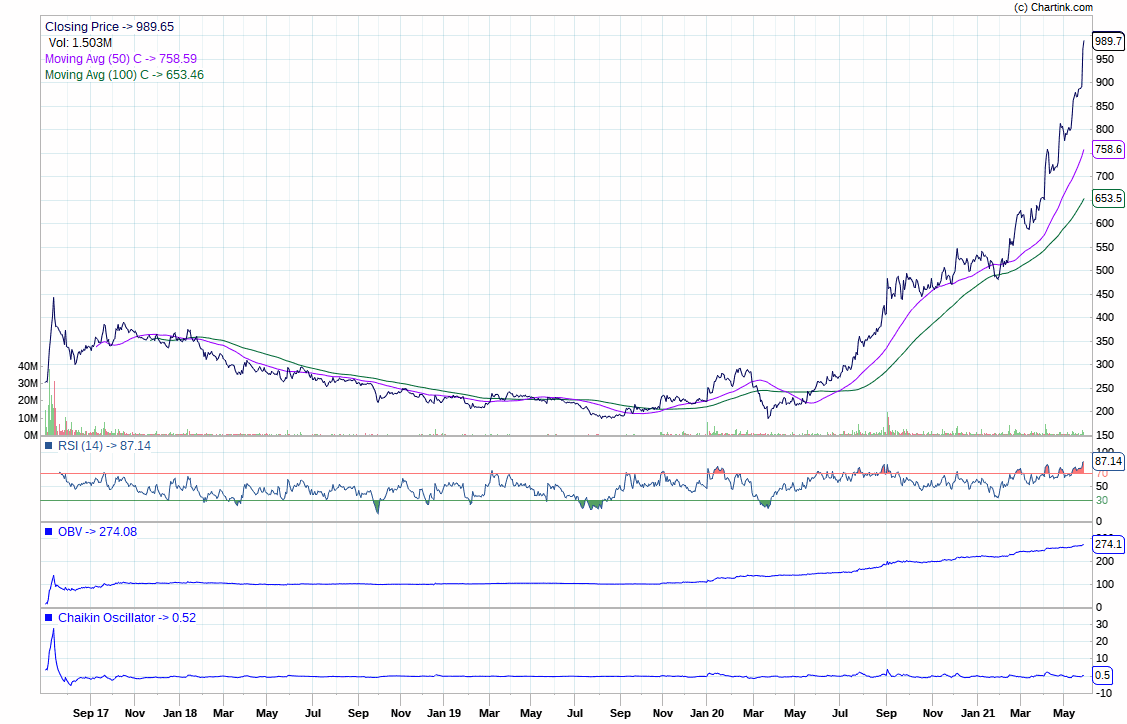 (c) Chartink.com
Closing Price -> 989.65
Vol: 1.503M
Moving Avg (50) C -> 758.59
Moving Avg (100) C -> 653.46
989.7
950
900
850
800
758.6
700
653.5
600
550
500
450
400
350
300
250
200
150
40M
30M
20M
10M
0M
RSI (14) -> 87.14
100
87.14
70
50
30
0
OBV -> 274.08
274.1
200
100
0
Chaikin Oscillator -> 0.52
30
20
10
0.5
-10
Sep 17 Nov Jan 18 Mar May Jul Sep Nov Jan 19 Mar May Jul Sep Nov Jan 20 Mar May Jul Sep Nov Jan 21 Mar May